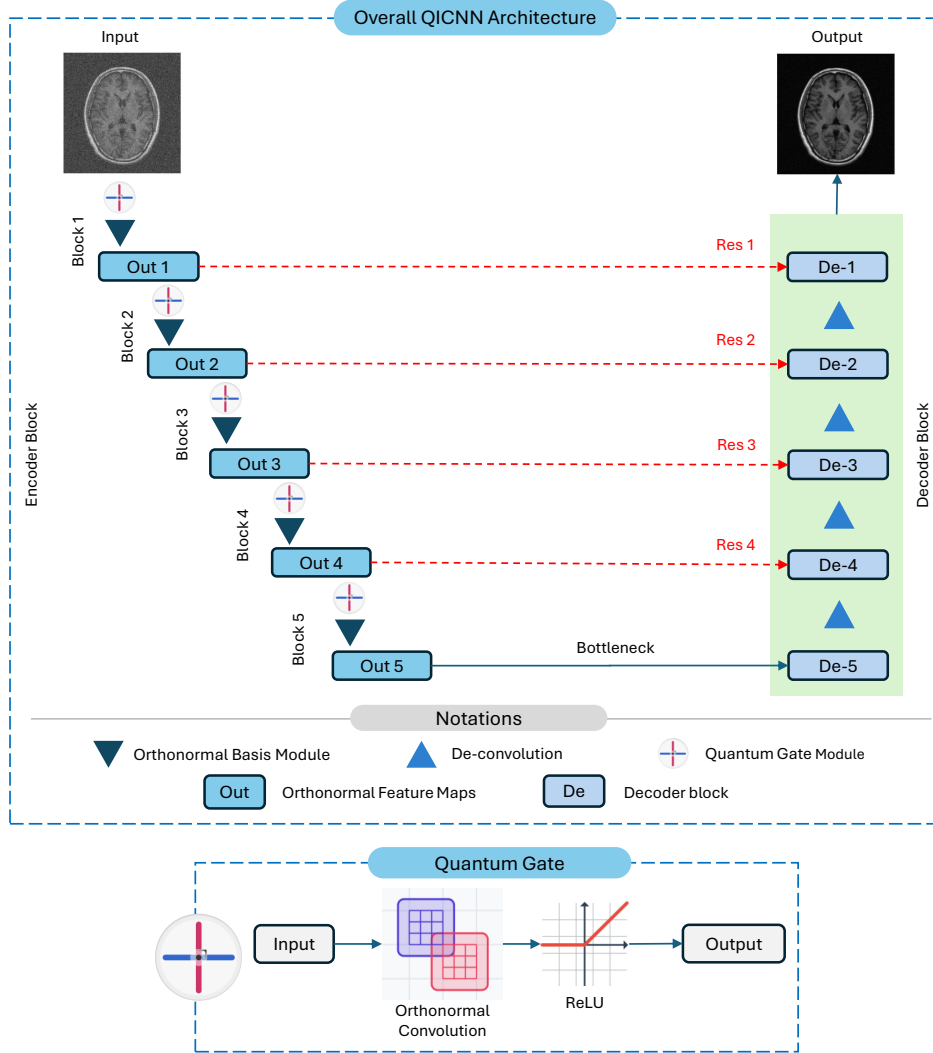 Overall QICNN Architecture
Input
Output
Block 1
Out 1
Res 1
De-1
Block 2
Out 2
Res 2
De-2
Block 3
Out 3
Res 3
De-3
Encoder Block
Decoder Block
Block 4
Out 4
Res 4
De-4
Block 5
Out 5
Bottleneck
De-5
Notations
Orthonormal Basis Module
De-convolution
Quantum Gate Module
Out
Orthonormal Feature Maps
De
Decoder block
Quantum Gate
Input
Output
Orthonormal
Convolution
ReLU